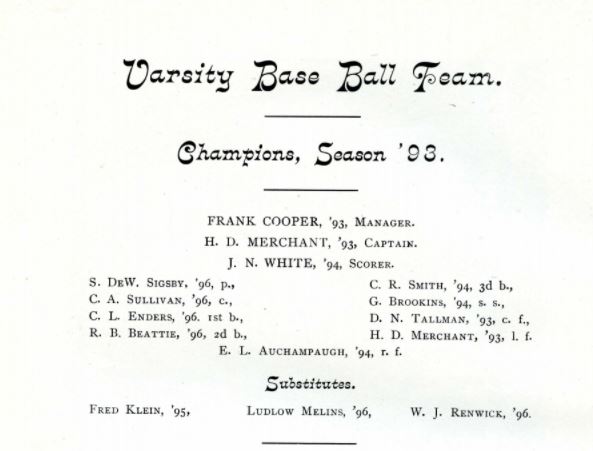 Varsity Base Ball Team.
Champions, Season '93.
FRANK COOPER, '93, MANAGER.
H. D. MERCHANT, '93, CAPTAIN.
J. N. WHITE, '94, SCORER.
S. DEW. SIGSBY, '96, p.,
C. A. SULLIVAN, '96, c.,
C. L. ENDERS, '96. 1st b.,
R. B. BEATTIE, '96, 2d b.,
C. R. SMITH, '94, 3d b.,
G. BROOKINS, '94, s. s.,
D. N. TALLMAN, '93, c. f.,
H. D. MERCHANT, '93, l. f.
E. L. AUCHAMPAUGH, '94, r. f.
Substitutes.
FRED KLEIN, '95, LUDLOW MELINS, '96, W. J. RENWICK, '96.